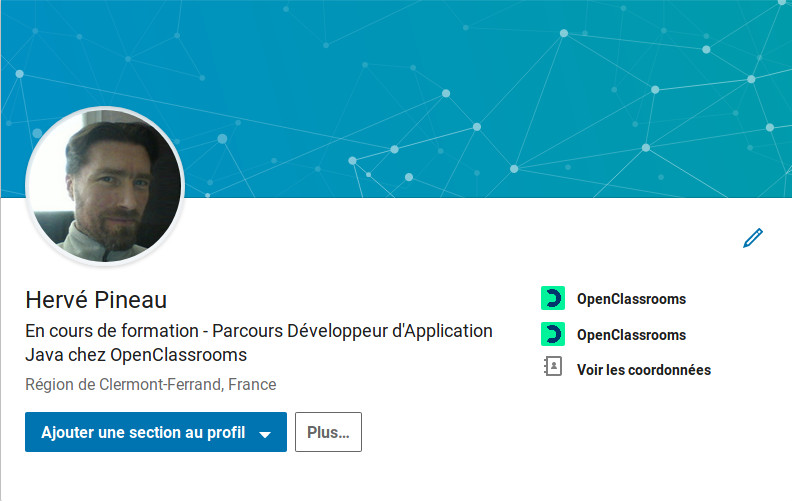 Hervé Pineau
En cours de formation - Parcours Développeur d'Application
Java chez OpenClassrooms
Région de Clermont-Ferrand, France
Ajouter une section au profil
Plus...
OpenClassrooms
OpenClassrooms
Voir les coordonnées